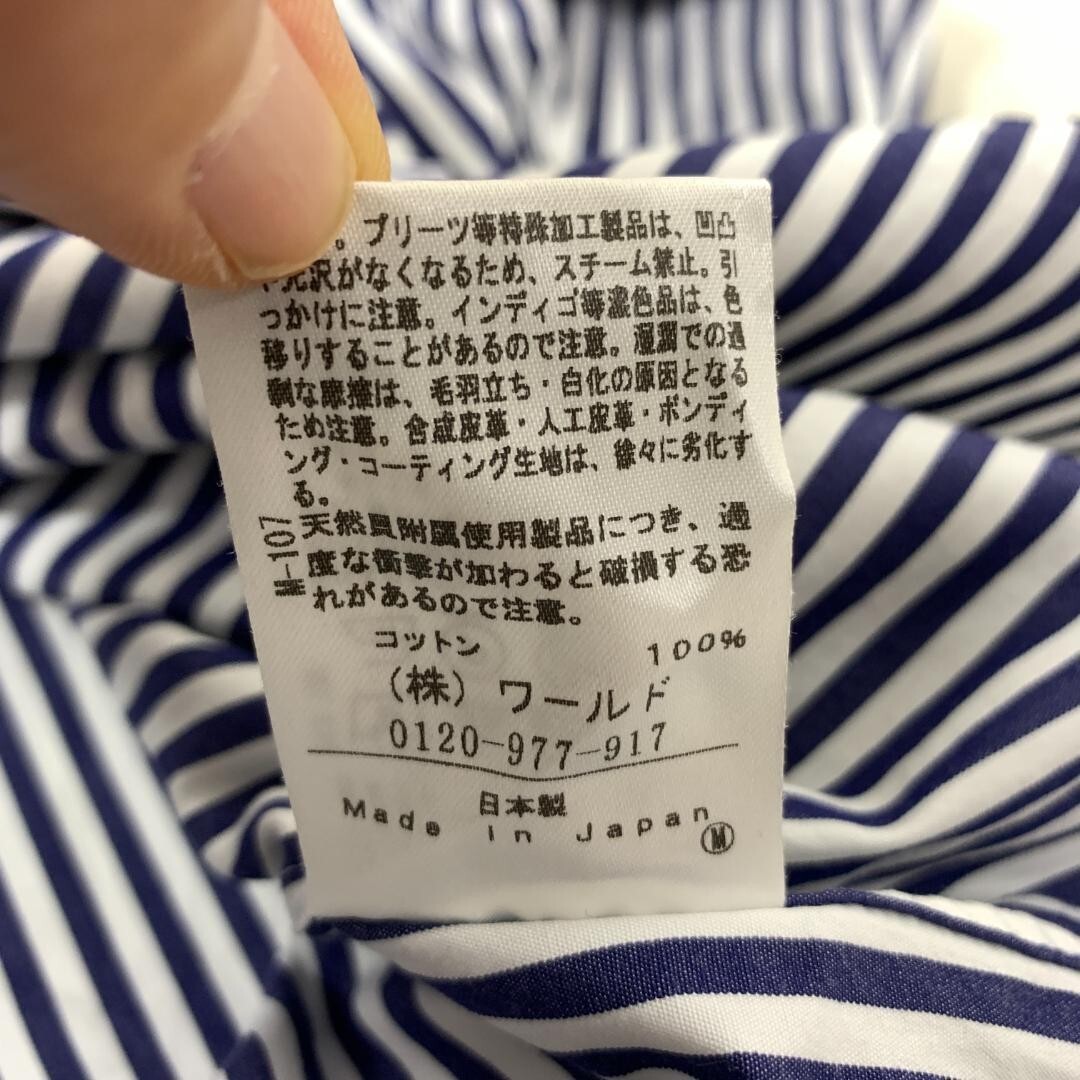 。プリーツ等特殊加工製品は、凹凸
光沢がなくなるため、スチーム禁止。引
っかけに注意。インディゴ等濃色品は、色
移りすることがあるので注意。湿潤での過
剰な摩擦は、毛羽立ち・白化の原因となる
ため注意。合成皮革・人工皮革・ボンディ
ング・コーティング生地は、徐々に劣化す
る。
M-107
天然貝附属使用製品につき、過
度な衝撃が加わると破損する恐
れがあるので注意。
コットン 100%
(株) ワールド
0120-977-917
日本製
Made in Japan
M